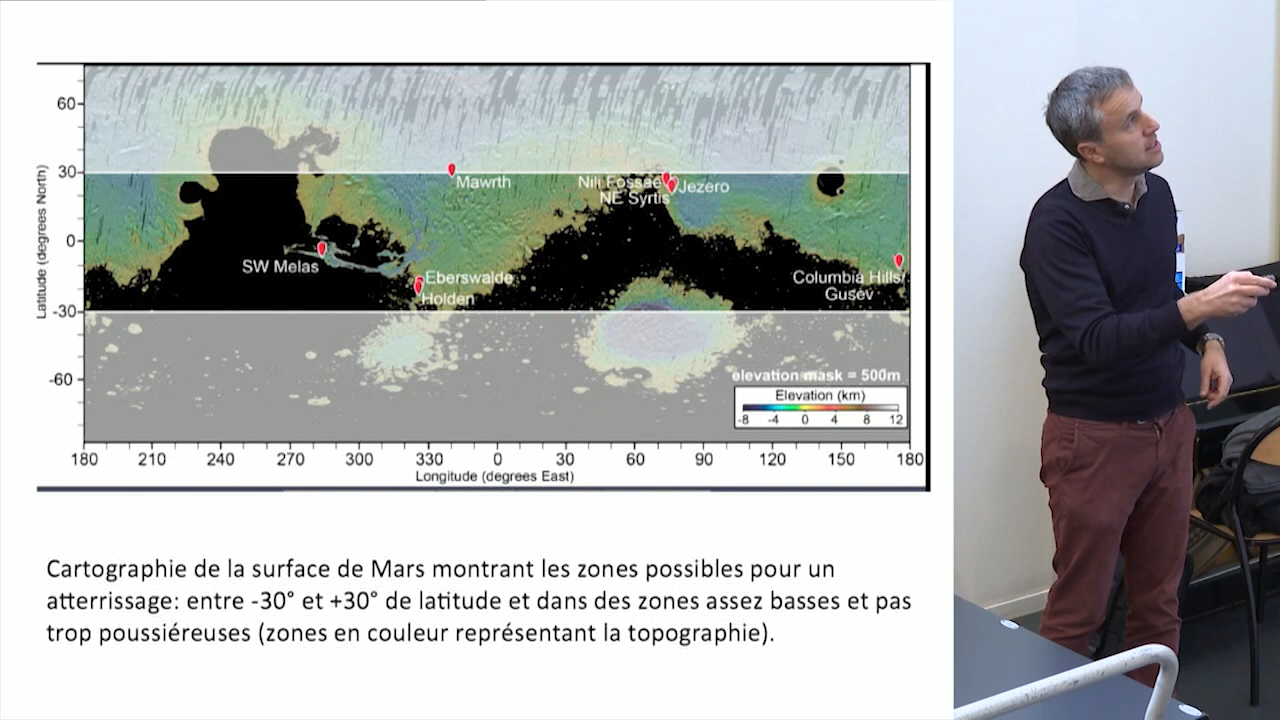 60
30
0
-30
-60
Latitude (degrees North)
Mawrth
Nili Fossae
Jezero
NE Syrtis
SW Melas
Eberswalde
Holden
Columbia Hills/
Gusev
elevation mask = 500m
Elevation (km)
-8 -4 0 4 8 12
180 210 240 270 300 330 0 30 60 90 120 150 180
Longitude (degrees East)
Cartographie de la surface de Mars montrant les zones possibles pour un
atterrissage: entre -30° et +30° de latitude et dans des zones assez basses et pas
trop poussiéreuses (zones en couleur représentant la topographie).